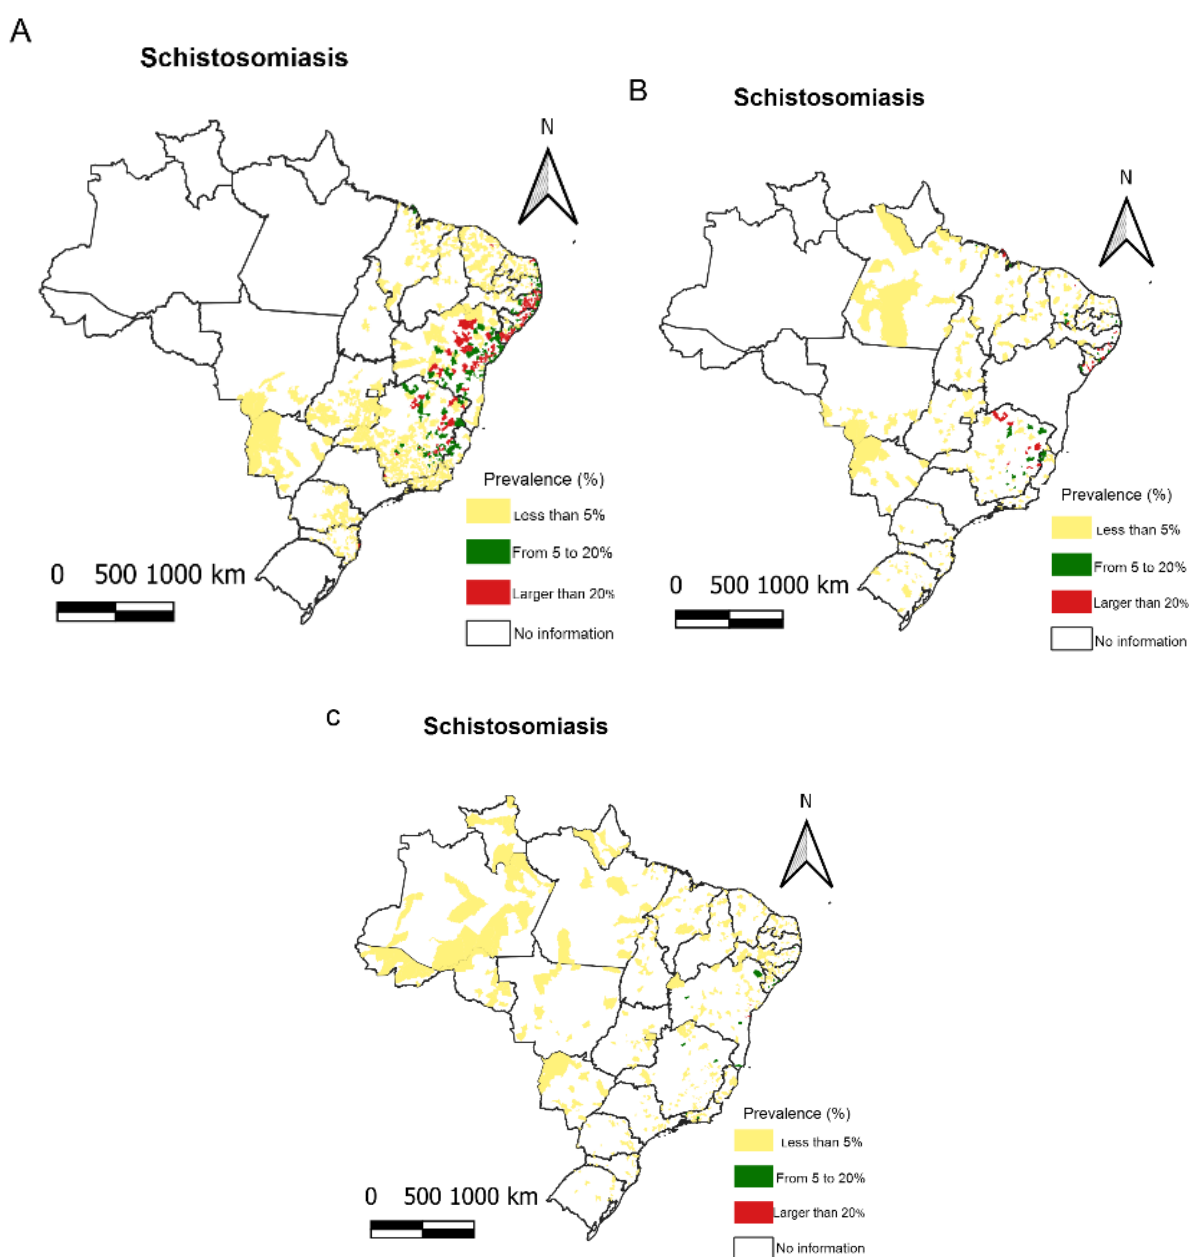 A
Schistosomiasis
N
Prevalence (%)
Less than 5%
From 5 to 20%
Larger than 20%
No information
0 500 1000 km
B
Schistosomiasis
N
Prevalence (%)
Less than 5%
From 5 to 20%
Larger than 20%
No information
0 500 1000 km
c
Schistosomiasis
N
Prevalence (%)
Less than 5%
From 5 to 20%
Larger than 20%
No information
0 500 1000 km